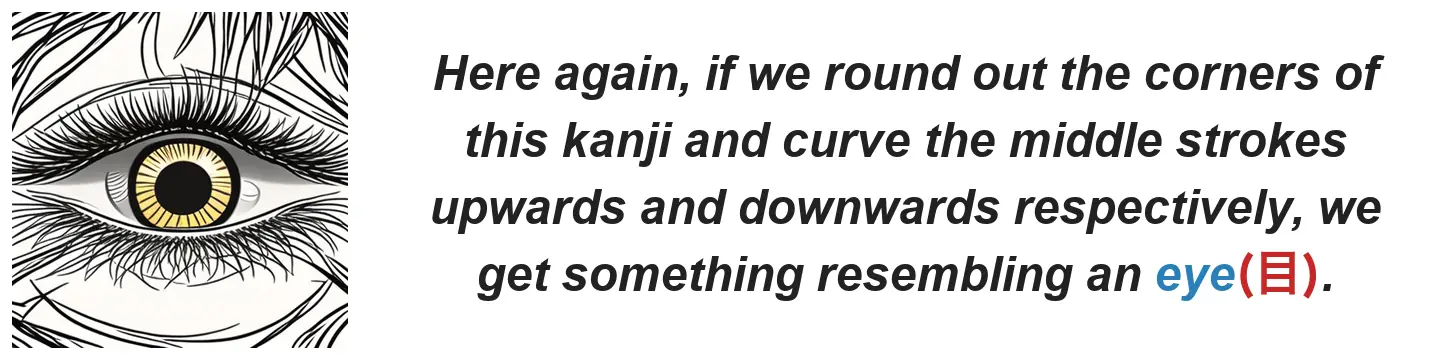 Here again, if we round out the corners of
this kanji and curve the middle strokes
upwards and downwards respectively, we
get something resembling an eye(目).